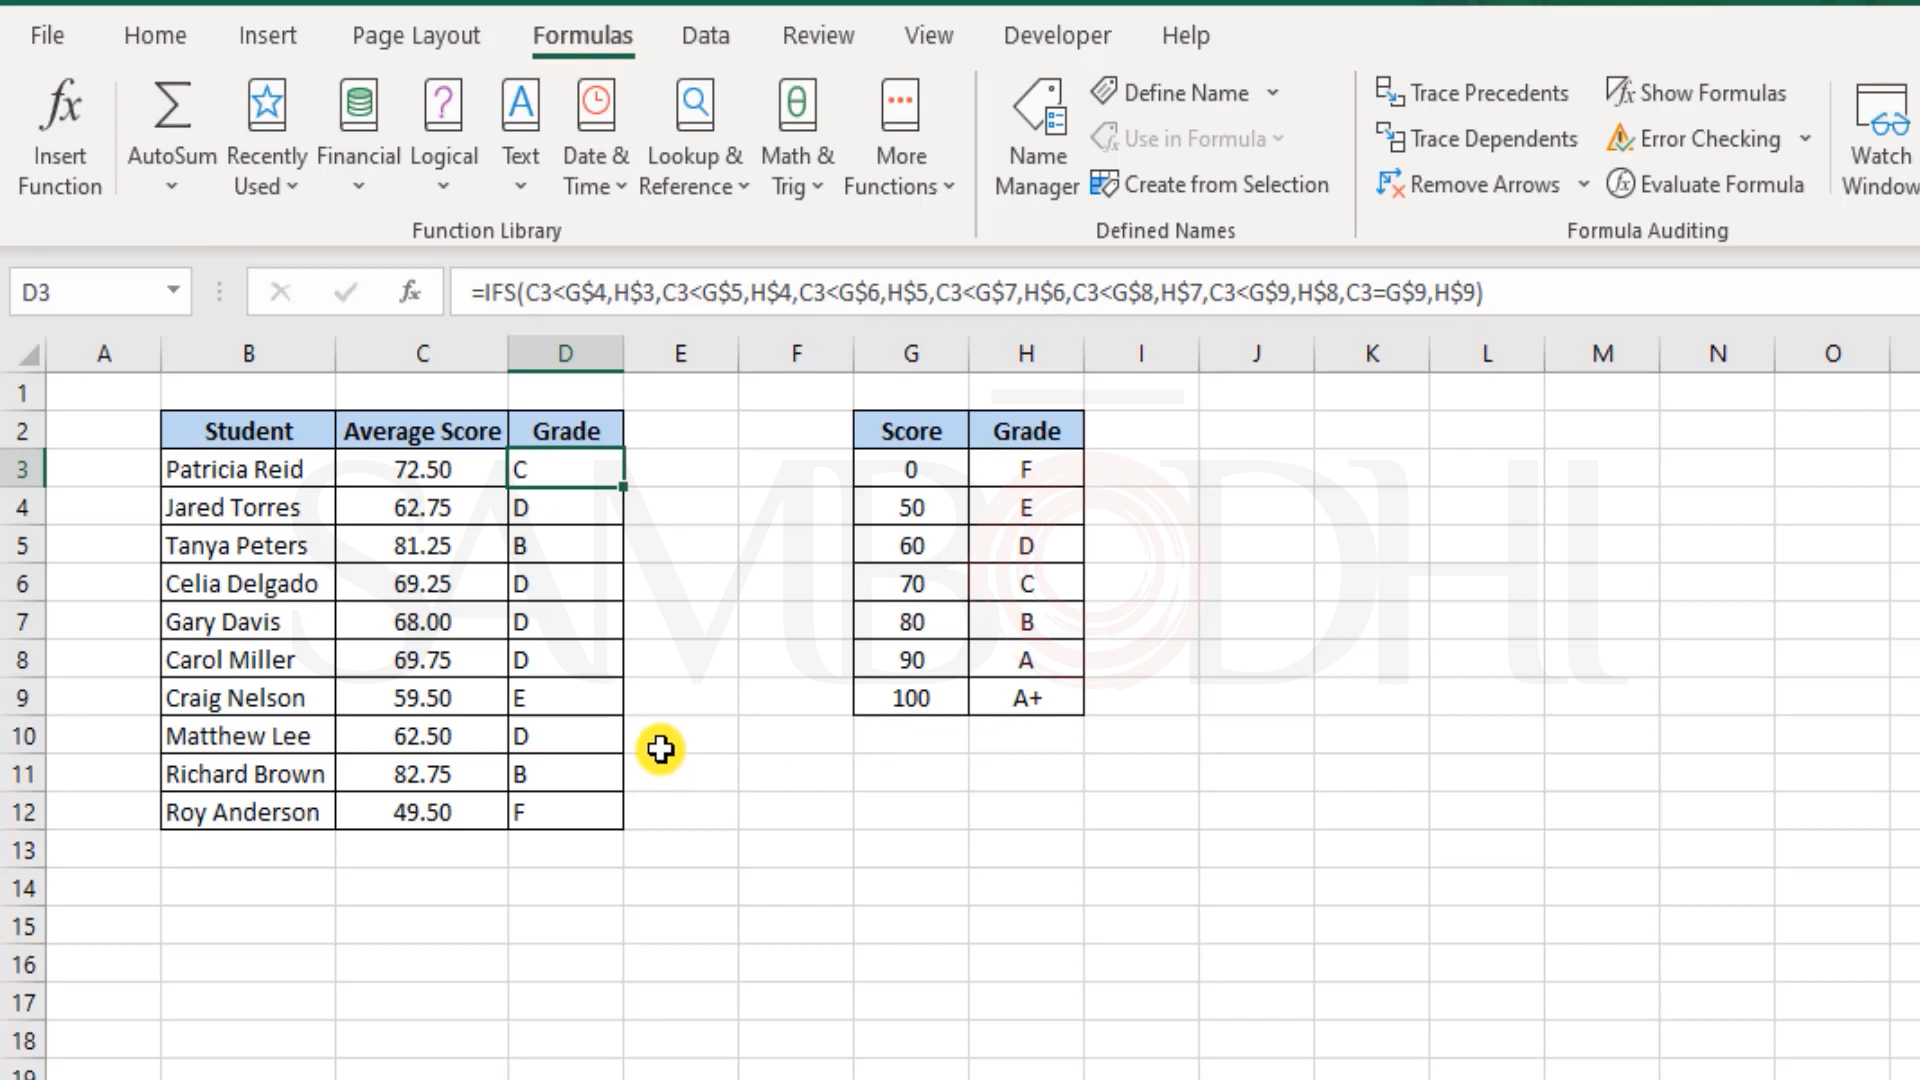 File Home Insert Page Layout Formulas Data Review View Developer Help
fx Σ ? A θ Define Name Trace Precedents Show Formulas
Use in Formula Trace Dependents Error Checking
Insert Function AutoSum Recently Used Financial Logical Text Date & Time Lookup & Reference Math & Trig More Functions Name Manager Create from Selection Remove Arrows Evaluate Formula Watch Window
Function Library Defined Names Formula Auditing
D3 fx =IFS(C3<G$4,H$3,C3<G$5,H$4,C3<G$6,H$5,C3<G$7,H$6,C3<G$8,H$7,C3<G$9,H$8,C3=G$9,H$9)
A B C D E F G H I J K L M N O
1
2 Student Average Score Grade Score Grade
3 Patricia Reid 72.50 C 0 F
4 Jared Torres 62.75 D 50 E
5 Tanya Peters 81.25 B 60 D
6 Celia Delgado 69.25 D 70 C
7 Gary Davis 68.00 D 80 B
8 Carol Miller 69.75 D 90 A
9 Craig Nelson 59.50 E 100 A+
10 Matthew Lee 62.50 D
11 Richard Brown 82.75 B
12 Roy Anderson 49.50 F
13
14
15
16
17
18
19
SAMBODHI